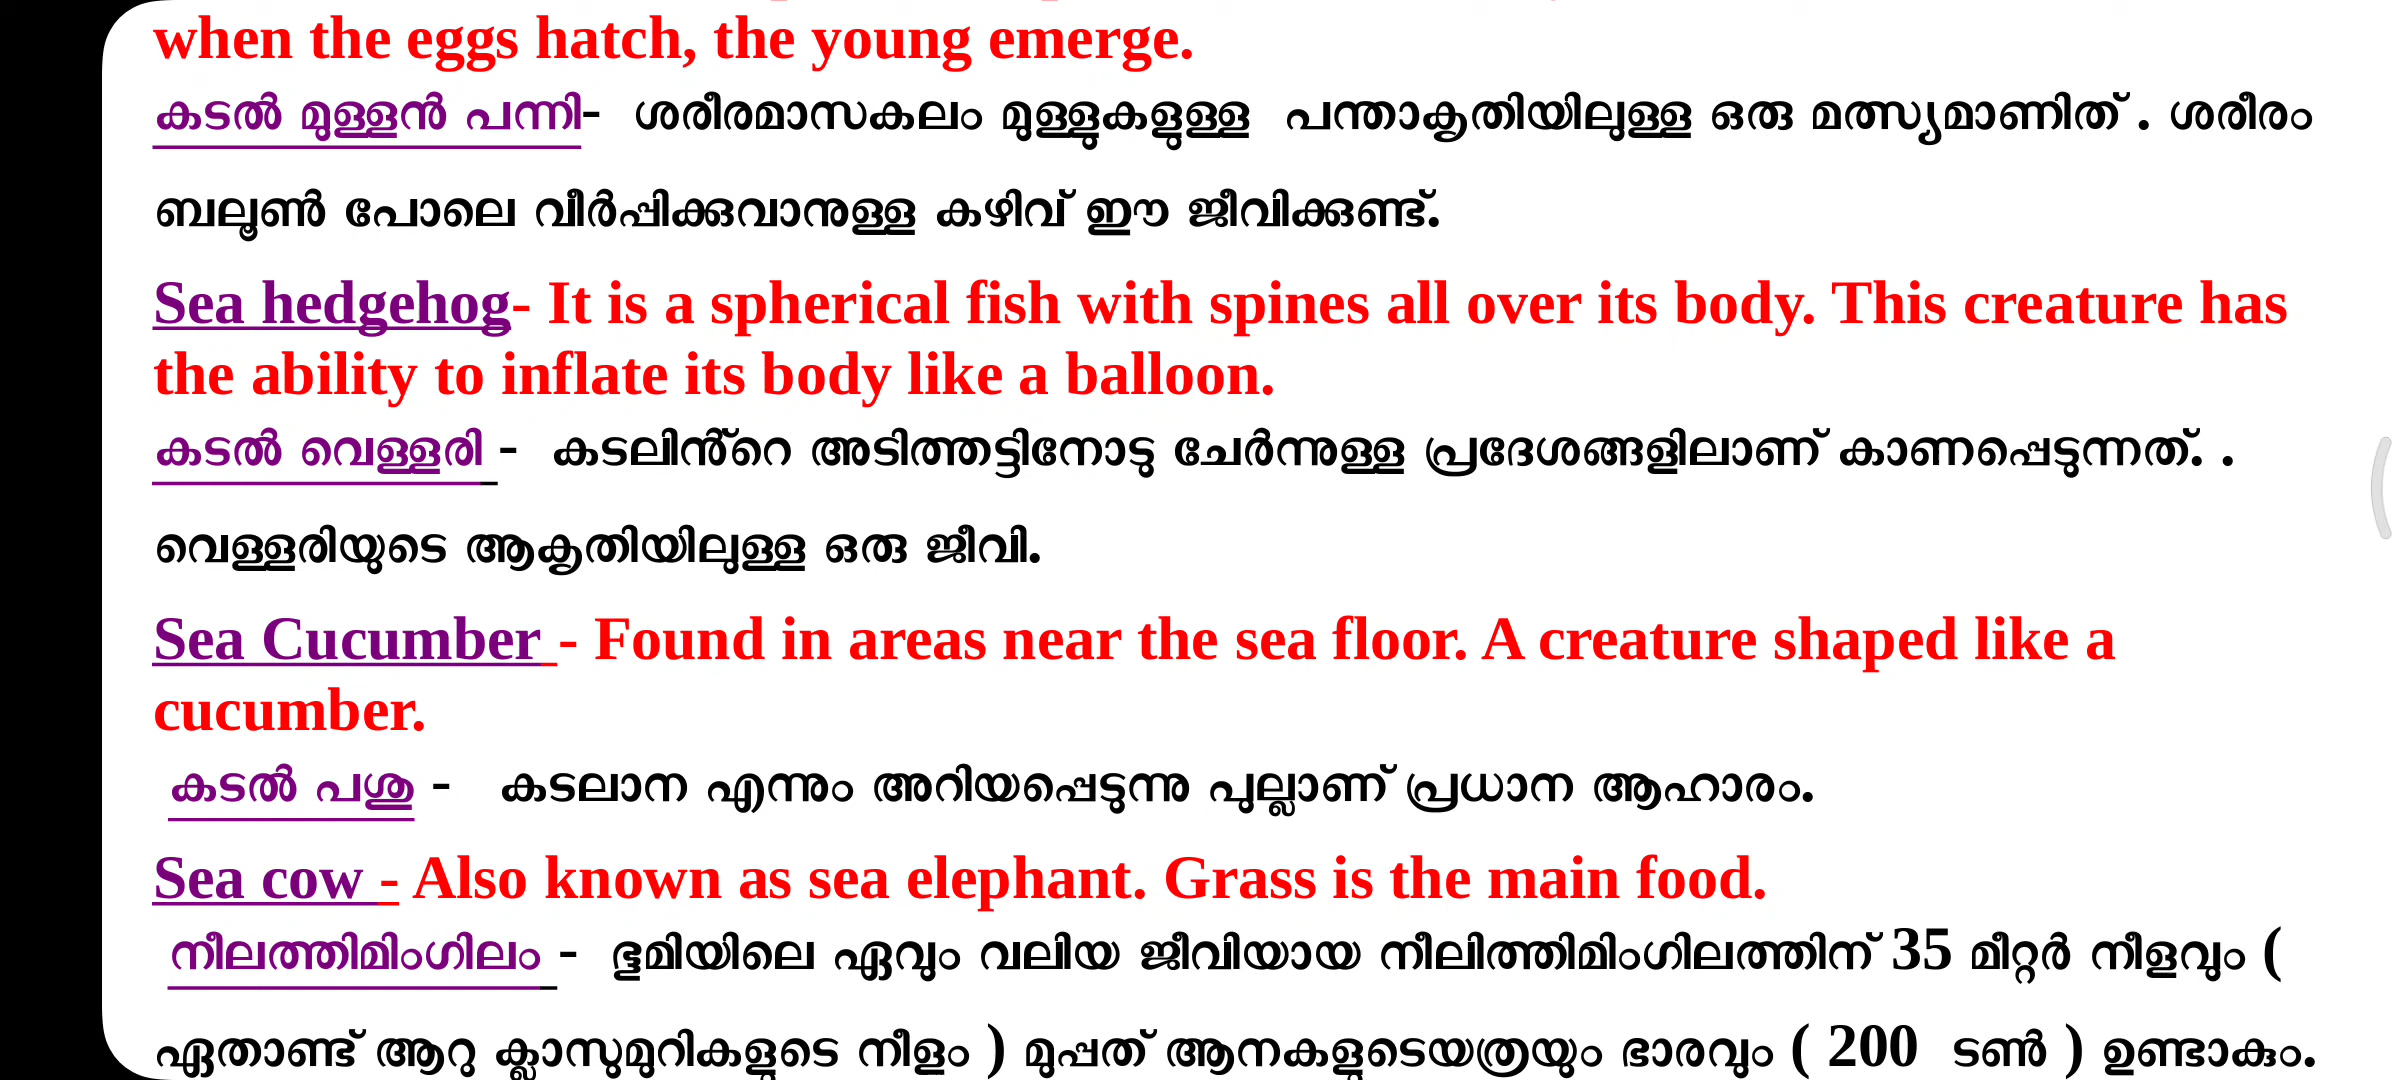 when the eggs hatch, the young emerge.
കടൽ മുള്ളൻ പന്നി- ശരീരമാസകലം മുള്ളുകളുള്ള പന്താകൃതിയിലുള്ള ഒരു മത്സ്യമാണിത് . ശരീരം
ബലൂൺ പോലെ വീർപ്പിക്കുവാനുള്ള കഴിവ് ഈ ജീവിക്കുണ്ട്.
Sea hedgehog- It is a spherical fish with spines all over its body. This creature has
the ability to inflate its body like a balloon.
കടൽ വെള്ളരി - കടലിൻ്റെ അടിത്തട്ടിനോടു ചേർന്നുള്ള പ്രദേശങ്ങളിലാണ് കാണപ്പെടുന്നത്. .
വെള്ളരിയുടെ ആകൃതിയിലുള്ള ഒരു ജീവി.
Sea Cucumber - Found in areas near the sea floor. A creature shaped like a
cucumber.
കടൽ പശു - കടലാന എന്നും അറിയപ്പെടുന്നു പുല്ലാണ് പ്രധാന ആഹാരം.
Sea cow - Also known as sea elephant. Grass is the main food.
നീലത്തിമിംഗിലം - ഭൂമിയിലെ ഏറ്റവും വലിയ ജീവിയായ നീലിത്തിമിംഗിലത്തിന് 35 മീറ്റർ നീളവും (
ഏതാണ്ട് ആറു ക്ലാസുമുറികളുടെ നീളം ) മുപ്പത് ആനകളുടെയത്രയും ഭാരവും ( 200 ടൺ ) ഉണ്ടാകും.